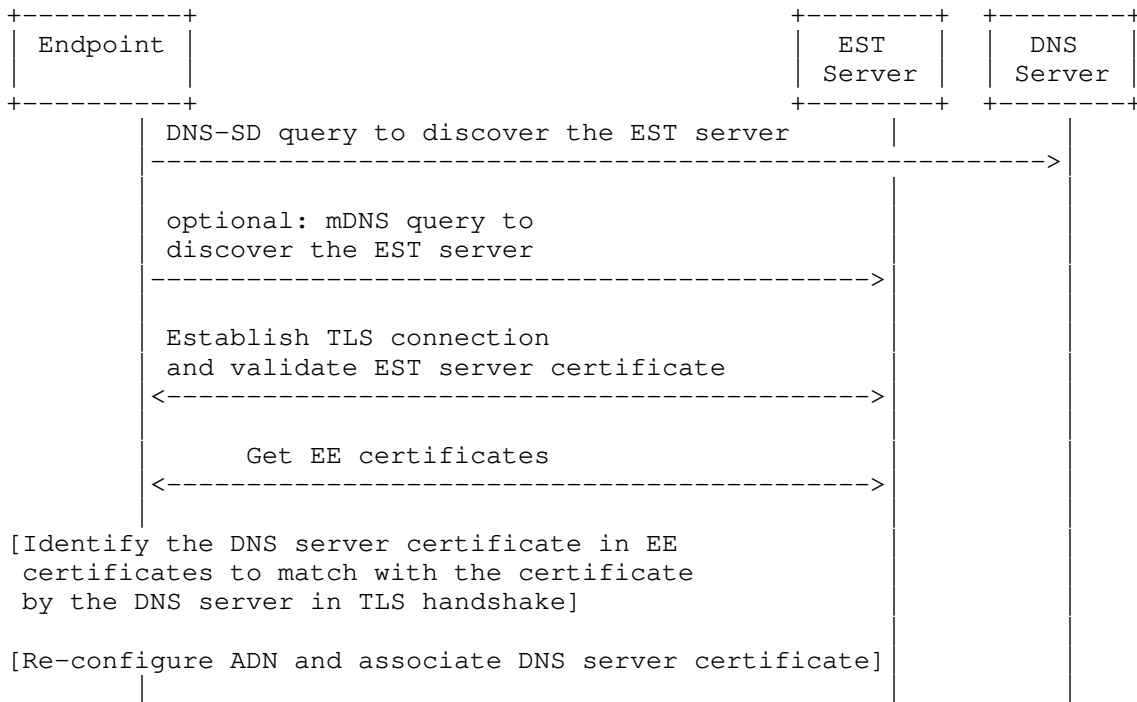 Endpoint EST DNS
Server Server
DNS-SD query to discover the EST server
optional: mDNS query to
discover the EST server
Establish TLS connection
and validate EST server certificate
Get EE certificates
[Identify the DNS server certificate in EE
certificates to match with the certificate
by the DNS server in TLS handshake]
[Re-configure ADN and associate DNS server certificate]